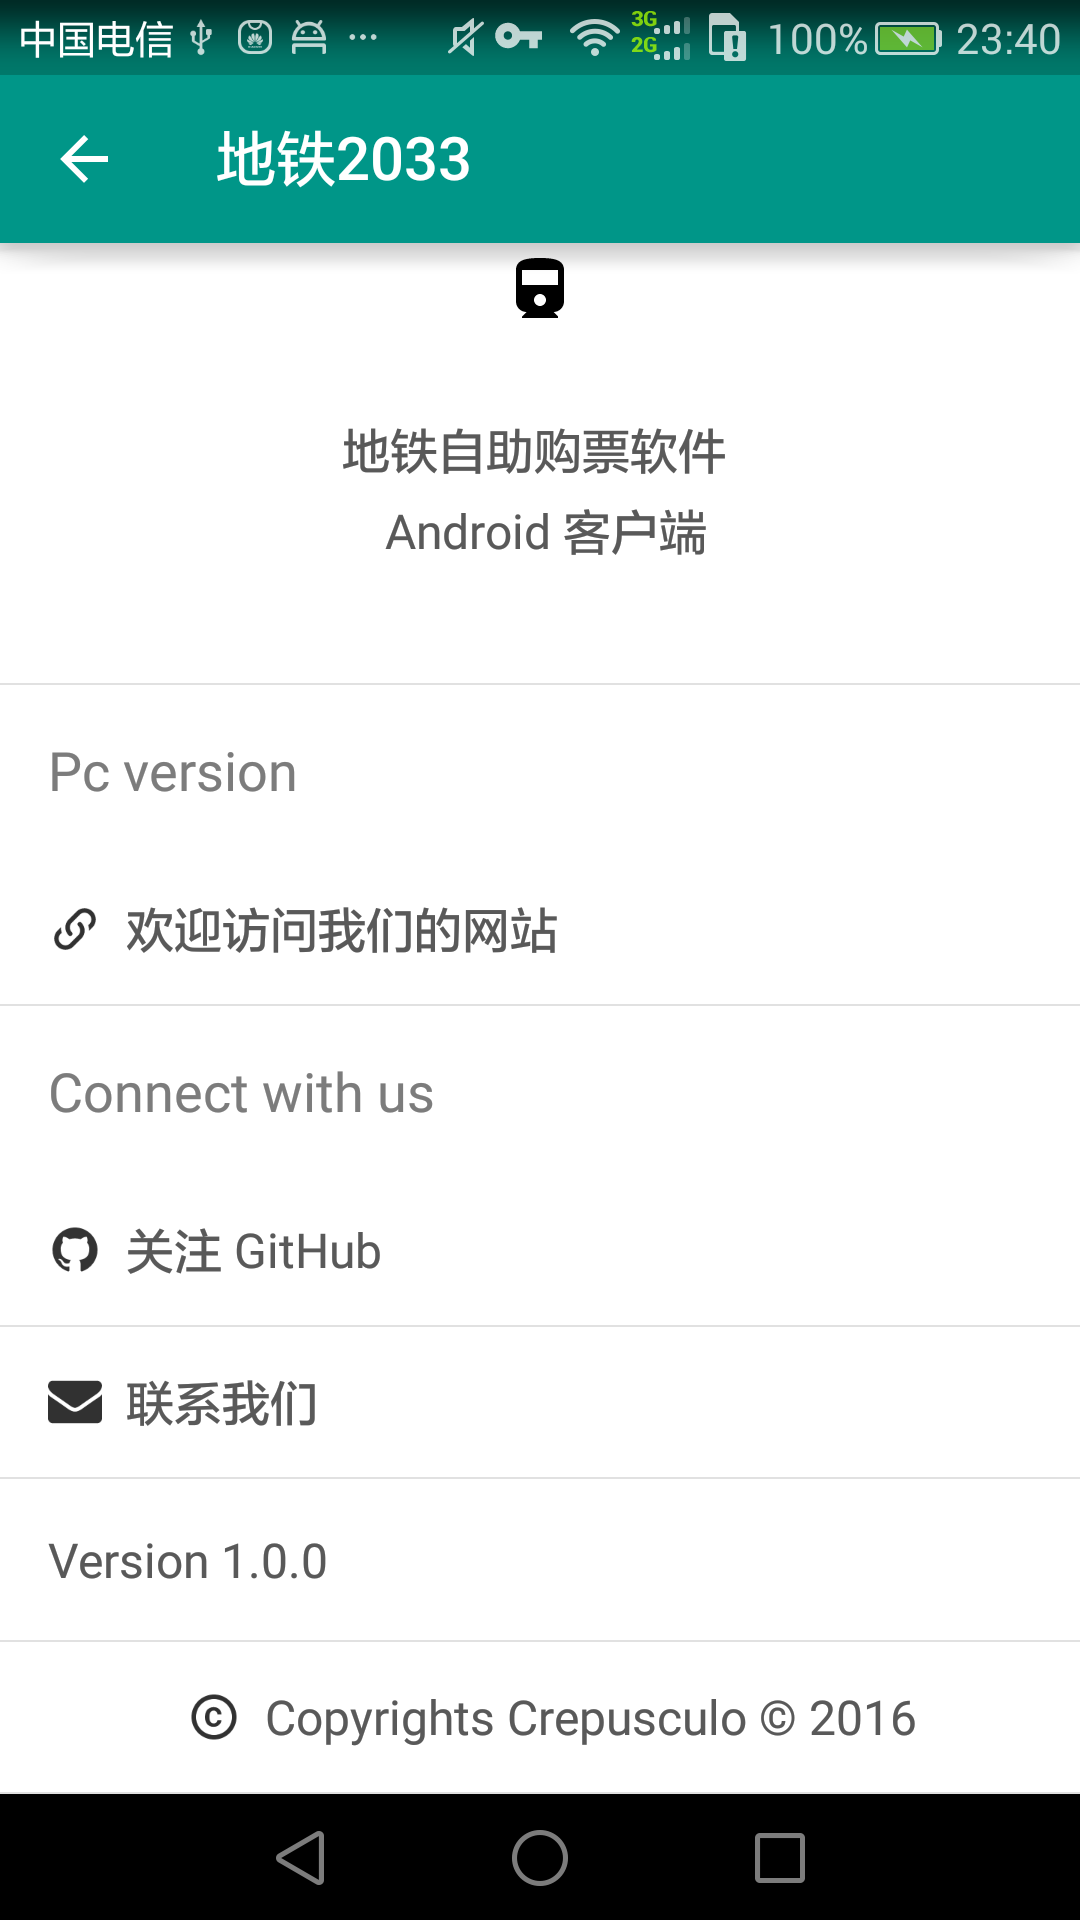 中国电信 3G 2G 100% 23:40
地铁2033
地铁自助购票软件
Android 客户端
Pc version
欢迎访问我们的网站
Connect with us
关注 GitHub
联系我们
Version 1.0.0
© Copyrights Crepusculo © 2016